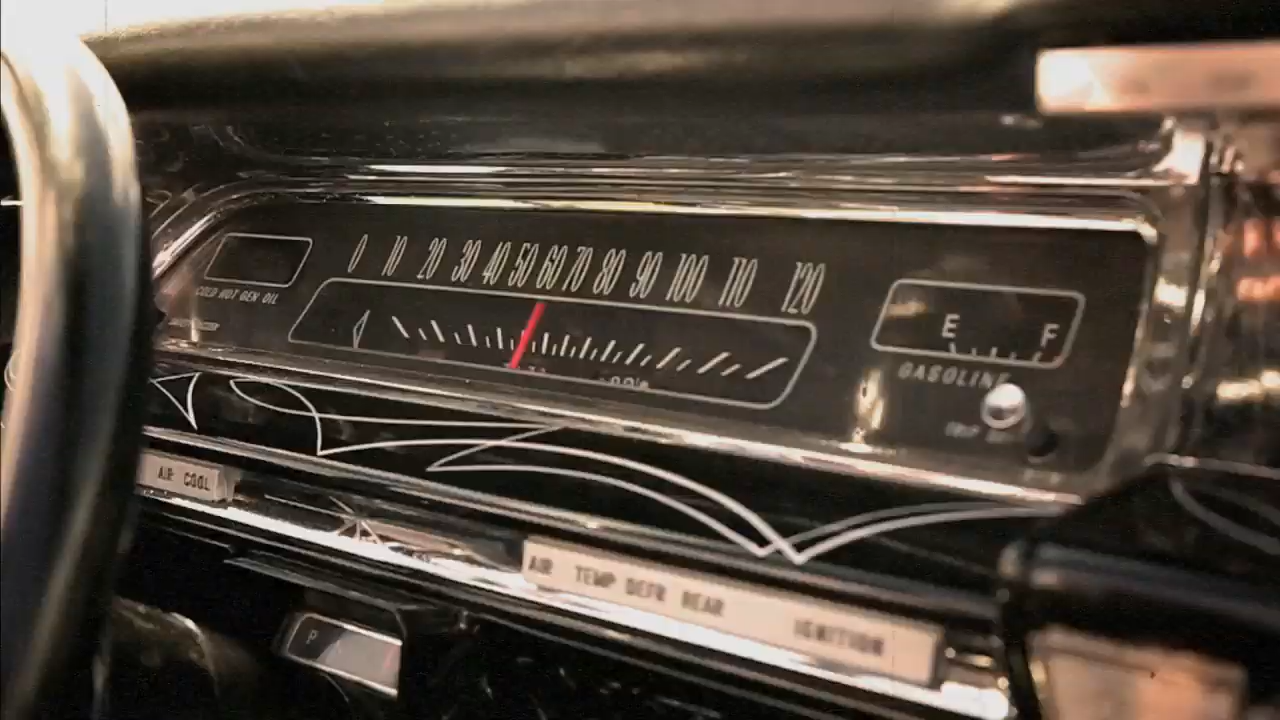 0 10 20 30 40 50 60 70 80 90 100 110 120
COLD HOT GEN OIL
E F
GASOLINE
TRIP
AIR COOL
AIR TEMP DEFR REAR IGNITION
P